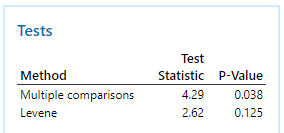 Tests
Test
Method Statistic P-Value
Multiple comparisons 4.29 0.038
Levene 2.62 0.125